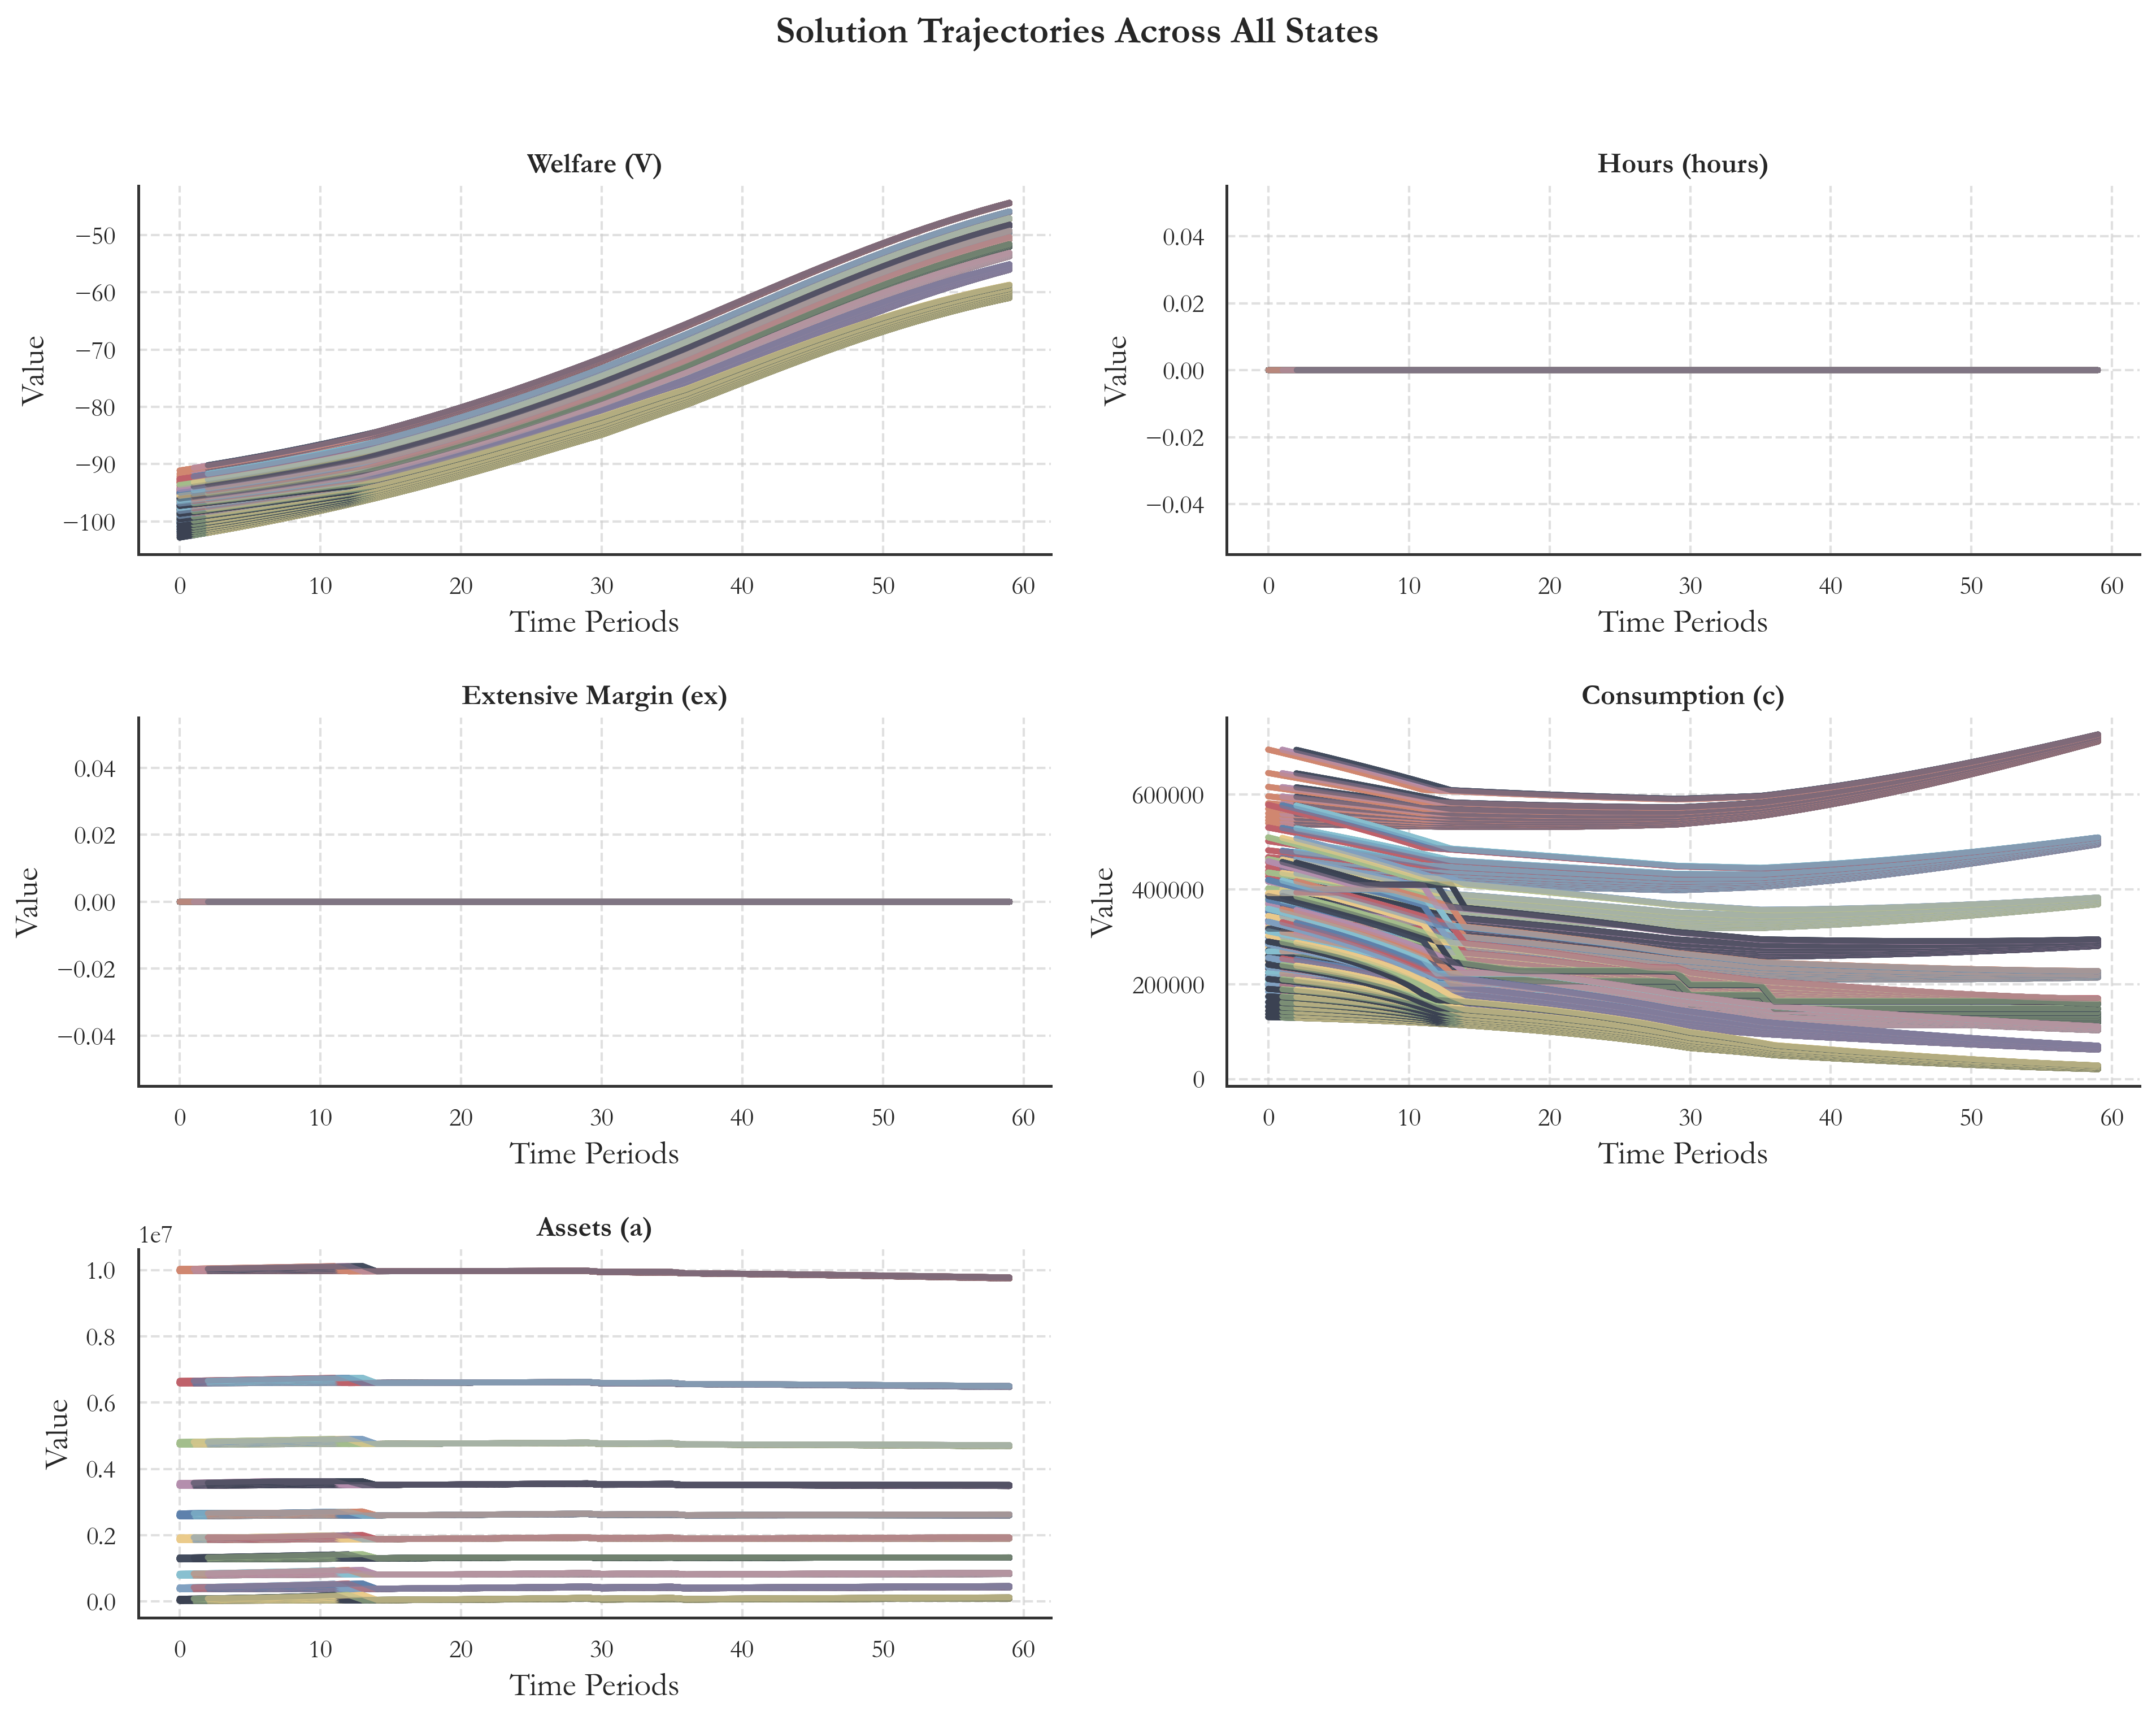 Solution Trajectories Across All States
Welfare (V)
Value
−50
−60
−70
−80
−90
−100
0 10 20 30 40 50 60
Time Periods
Hours (hours)
Value
0.04
0.02
0.00
−0.02
−0.04
0 10 20 30 40 50 60
Time Periods
Extensive Margin (ex)
Value
0.04
0.02
0.00
−0.02
−0.04
0 10 20 30 40 50 60
Time Periods
Consumption (c)
Value
600000
400000
200000
0
0 10 20 30 40 50 60
Time Periods
Assets (a)
1e7
Value
1.0
0.8
0.6
0.4
0.2
0.0
0 10 20 30 40 50 60
Time Periods